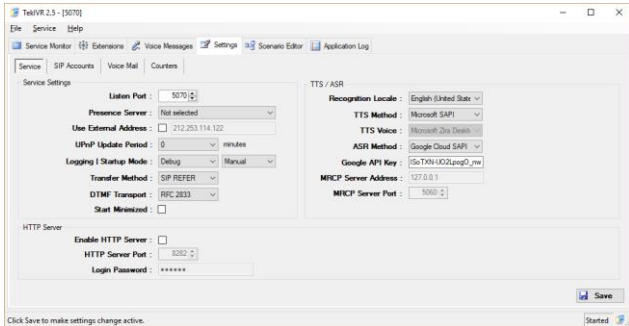 TekIVR 2.5 - [5070]
File Service Help
Service Monitor Extensions Voice Messages Settings Scenario Editor Application Log
Service SIP Accounts Voice Mail Counters
Service Settings
Listen Port : 5070
Presence Server : Not selected
Use External Address : 212.253.114.122
UPnP Update Period : 0 minutes
Logging | Startup Mode : Debug Manual
Transfer Method : SIP REFER
DTMF Transport : RFC 2833
Start Minimized :
TTS / ASR
Recognition Locale : English (United State
TTS Method : Microsoft SAPI
TTS Voice : Microsoft Zira Deskt
ASR Method : Google Cloud SAPI
Google API Key :
MRCP Server Address : 127.0.0.1
MRCP Server Port : 5060
HTTP Server
Enable HTTP Server :
HTTP Server Port : 8282
Login Password : ******
Save
Click Save to make settings change active. Started